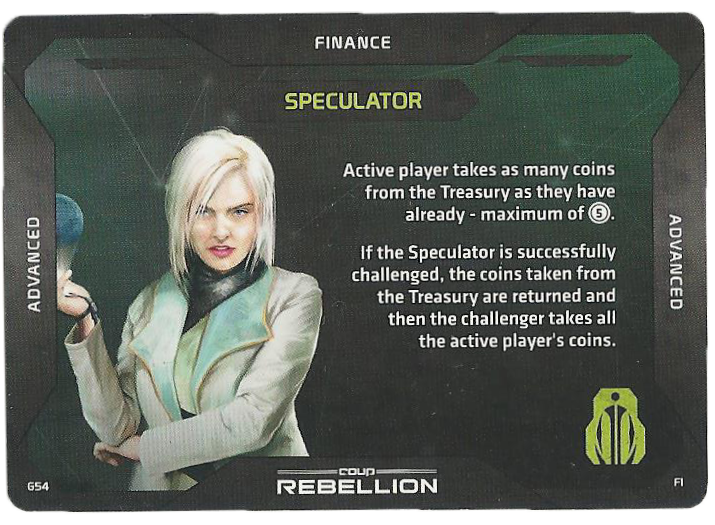 FINANCE
SPECULATOR
Active player takes as many coins
from the Treasury as they have
already - maximum of 5.
If the Speculator is successfully
challenged, the coins taken from
the Treasury are returned and
then the challenger takes all
the active player's coins.
ADVANCED
ADVANCED
G54
coup
REBELLION
FI